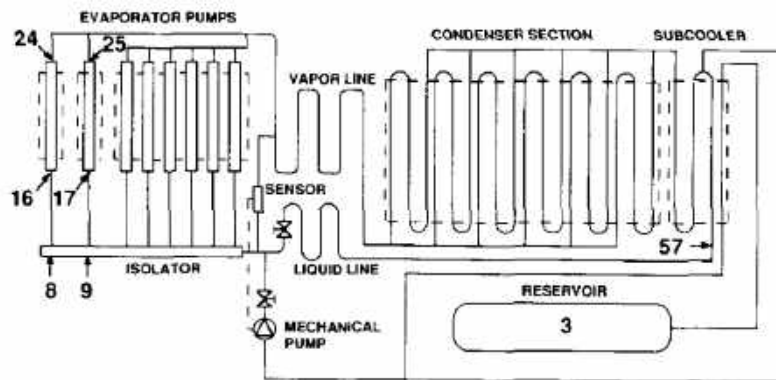 EVAPORATOR PUMPS
24
25
CONDENSER SECTION
SUBCOOLER
VAPOR LINE
16
17
SENSOR
57
ISOLATOR
LIQUID LINE
8
9
RESERVOIR
3
MECHANICAL
PUMP